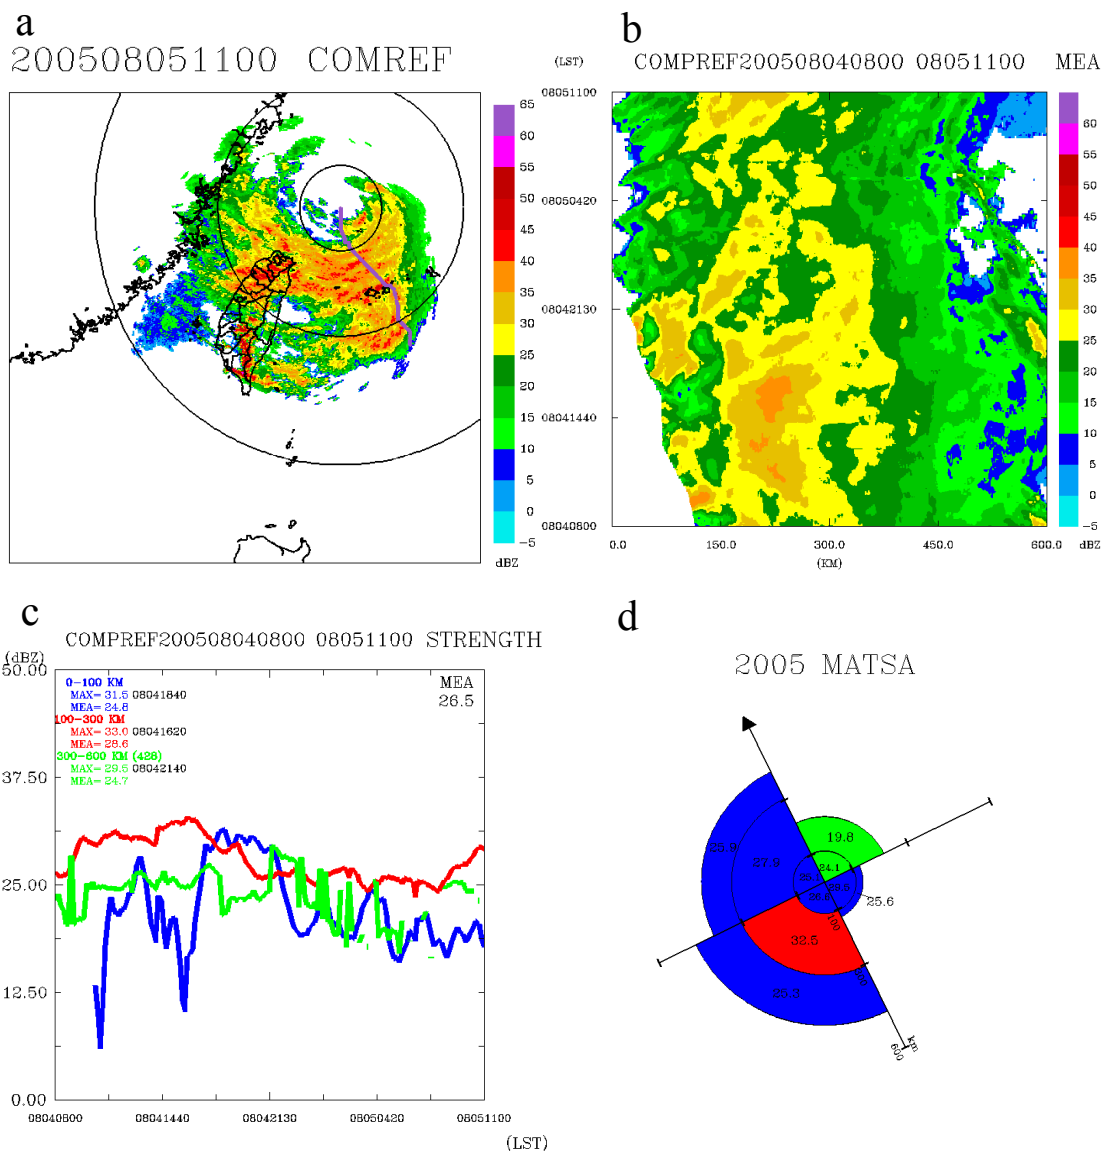 a
200508051100 COMREF
65
60
55
50
45
40
35
30
25
20
15
10
5
0
−5
dBZ
b
(LST) COMPREF200508040800 08051100 MEA
08051100
08050420
08042130
08041440
08040800
0.0 150.0 300.0 450.0 600.0
(KM)
60
55
50
45
40
35
30
25
20
15
10
5
0
−5
dBZ
c
COMPREF200508040800 08051100 STRENGTH
(dBZ)
50.00
37.50
25.00
12.50
0.00
0−100 KM
MAX= 31.5 08041840
MEA= 24.8
100−300 KM
MAX= 33.0 08041620
MEA= 28.6
300−600 KM (428)
MAX= 29.5 08042140
MEA= 24.7
MEA
26.5
08040800 08041440 08042130 08050420 08051100
(LST)
d
2005 MATSA
19.8
27.9
24.1
25.6
32.5
25.3
100
600
km